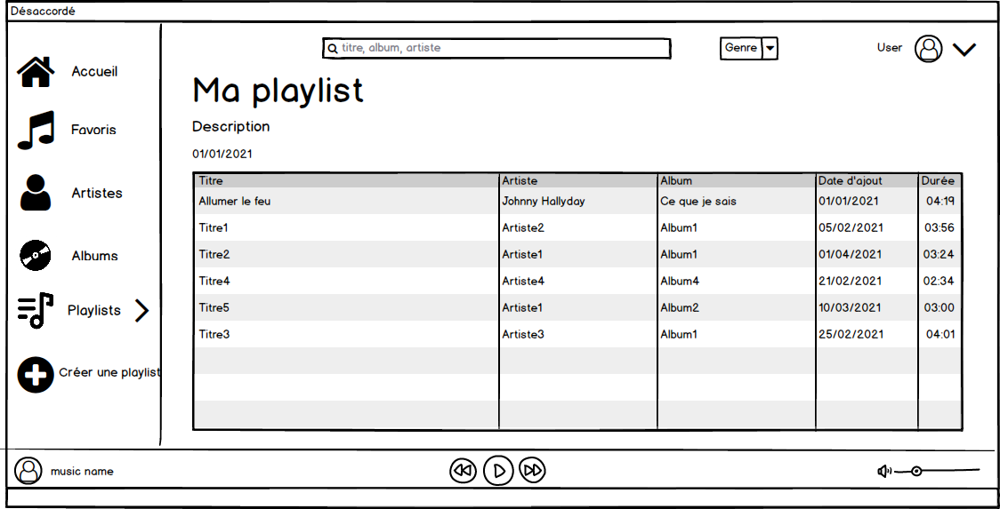 Désaccordé
titre, album, artiste
Genre
User
Accueil
Favoris
Artistes
Albums
Playlists
Créer une playlist
Ma playlist
Description
01/01/2021
Titre Artiste Album Date d'ajout Durée
Allumer le feu Johnny Hallyday Ce que je sais 01/01/2021 04:19
Titre1 Artiste2 Album1 05/02/2021 03:56
Titre2 Artiste1 Album1 01/04/2021 03:24
Titre4 Artiste4 Album4 21/02/2021 02:34
Titre5 Artiste1 Album2 10/03/2021 03:00
Titre3 Artiste3 Album1 25/02/2021 04:01
music name